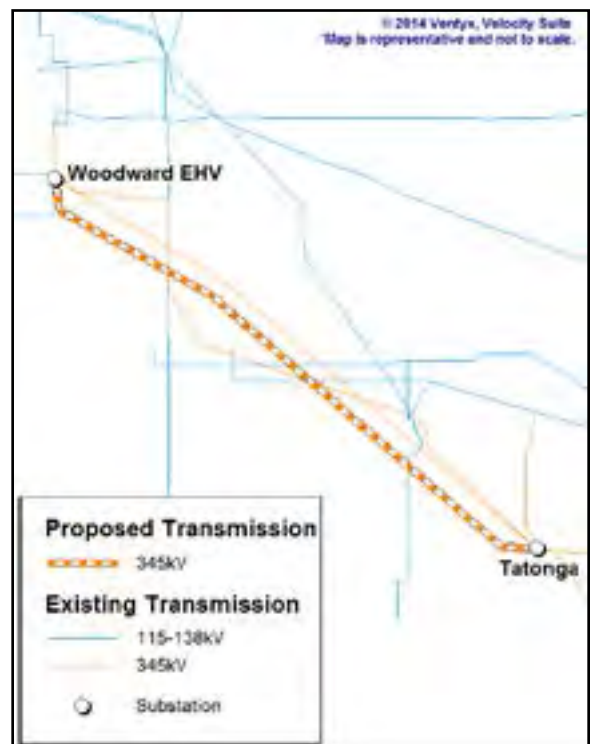 © 2014 Ventyx, Velocity Suite
*Map is representative and not to scale.
Woodward EHV
Tatonga
Proposed Transmission
345kV
Existing Transmission
115-138kV
345kV
Substation